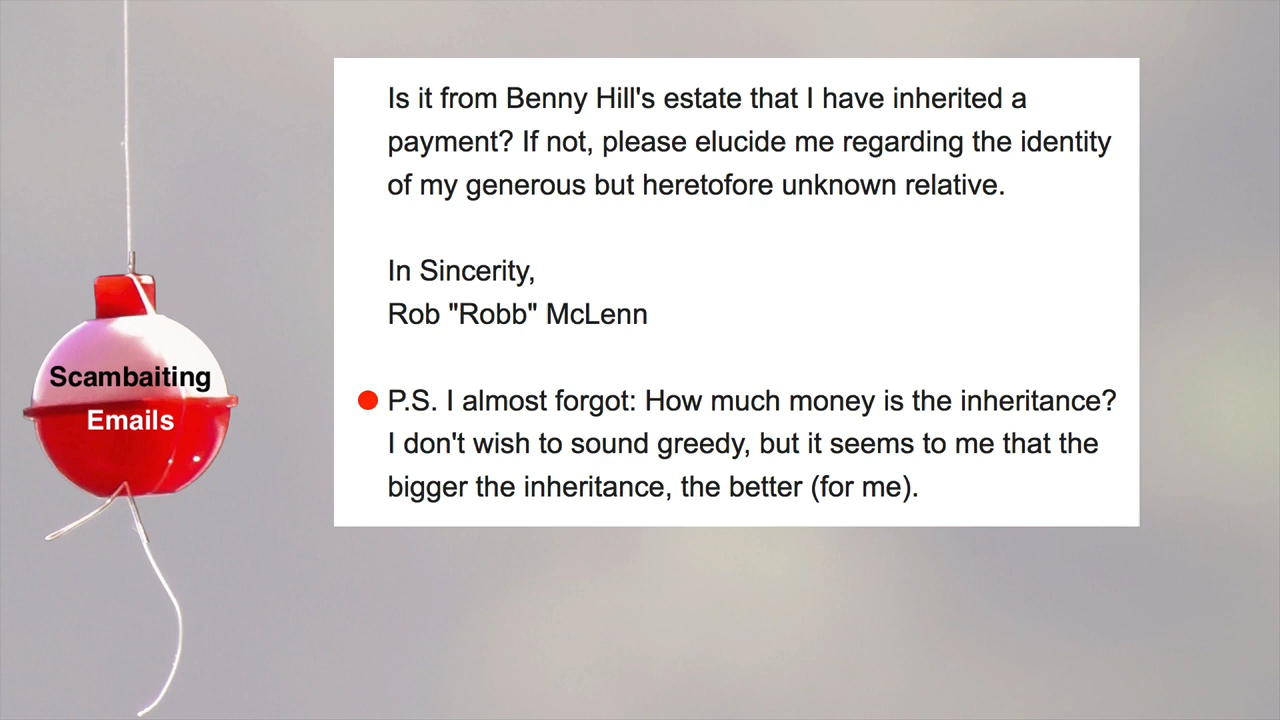 Scambaiting
Emails
Is it from Benny Hill's estate that I have inherited a
payment? If not, please elucide me regarding the identity
of my generous but heretofore unknown relative.
In Sincerity,
Rob "Robb" McLenn
P.S. I almost forgot: How much money is the inheritance?
I don't wish to sound greedy, but it seems to me that the
bigger the inheritance, the better (for me).